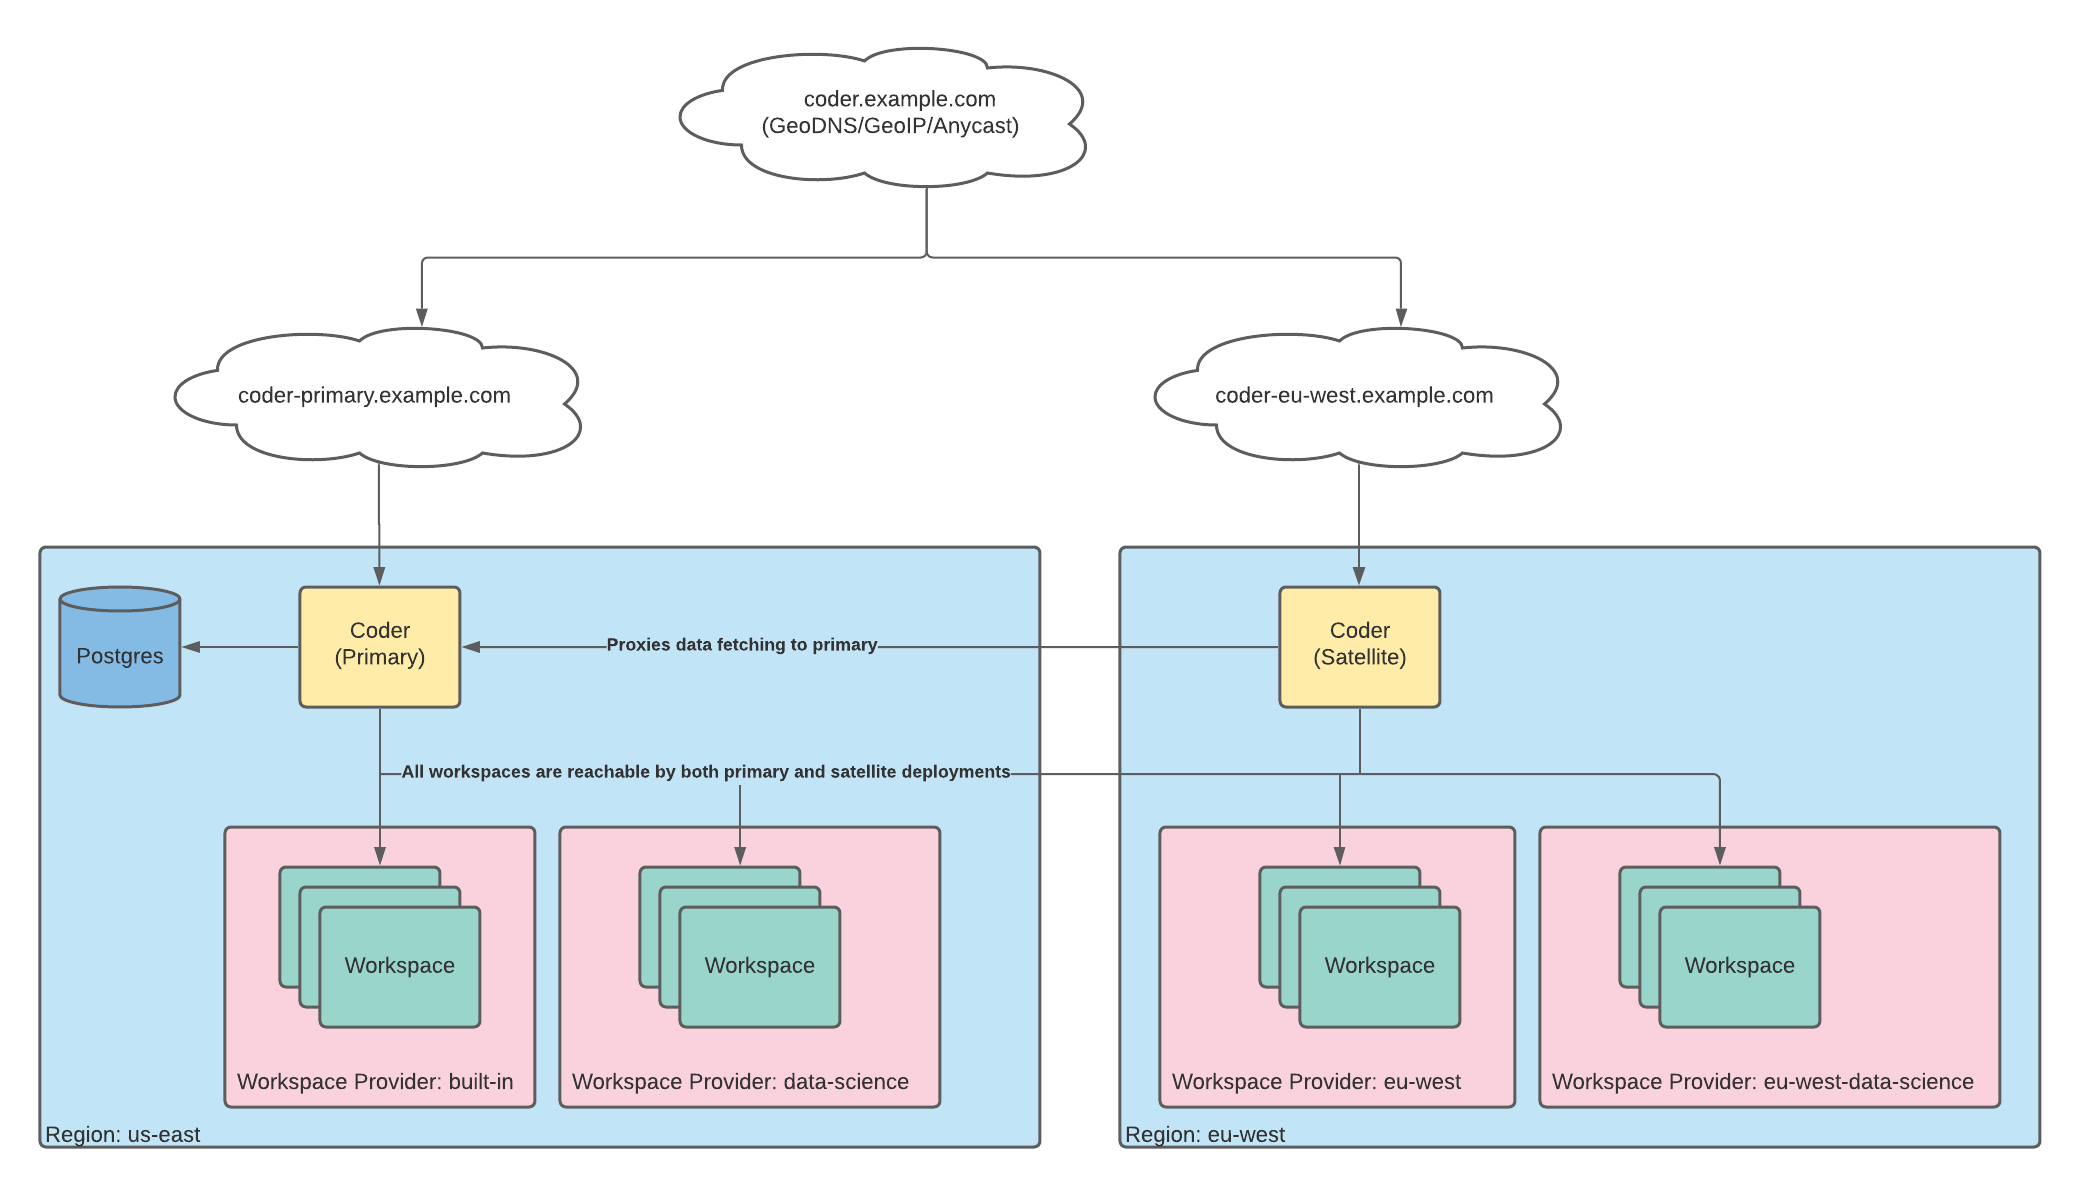 coder.example.com
(GeoDNS/GeoIP/Anycast)
coder-primary.example.com
coder-eu-west.example.com
Postgres
Coder
(Primary)
Proxies data fetching to primary
Coder
(Satellite)
All workspaces are reachable by both primary and satellite deployments
Workspace
Workspace
Workspace
Workspace
Workspace Provider: built-in
Workspace Provider: data-science
Workspace Provider: eu-west
Workspace Provider: eu-west-data-science
Region: us-east
Region: eu-west